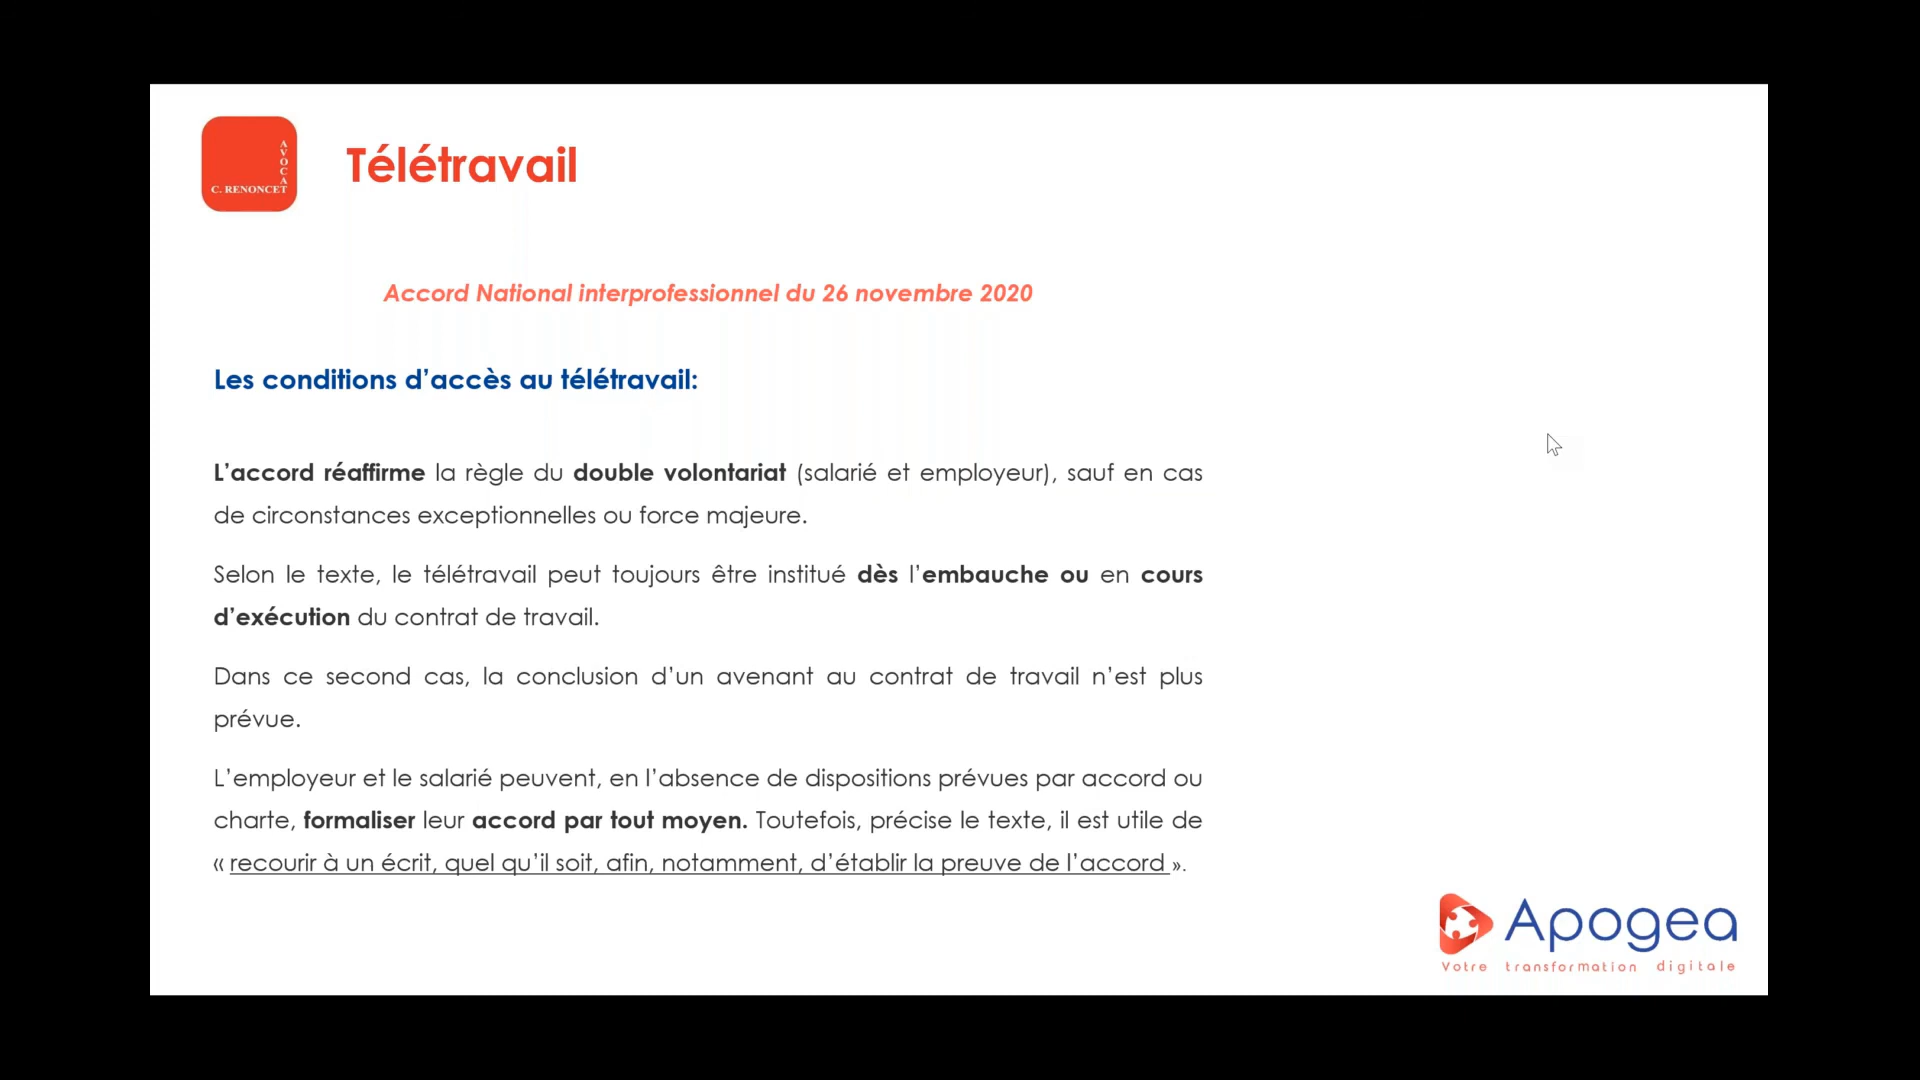 AVOCAT
C. RENONCET
Télétravail
Accord National interprofessionnel du 26 novembre 2020
Les conditions d’accès au télétravail:
L’accord réaffirme la règle du double volontariat (salarié et employeur), sauf en cas
de circonstances exceptionnelles ou force majeure.
Selon le texte, le télétravail peut toujours être institué dès l’embauche ou en cours
d’exécution du contrat de travail.
Dans ce second cas, la conclusion d’un avenant au contrat de travail n’est plus
prévue.
L’employeur et le salarié peuvent, en l’absence de dispositions prévues par accord ou
charte, formaliser leur accord par tout moyen. Toutefois, précise le texte, il est utile de
« recourir à un écrit, quel qu’il soit, afin, notamment, d’établir la preuve de l’accord ».
Apogea
Votre transformation digitale